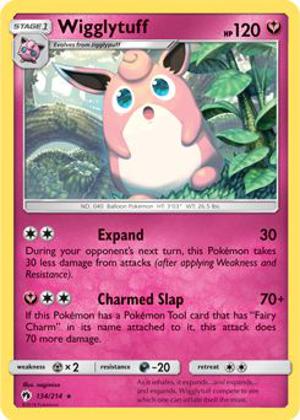 STAGE 1
Wigglytuff
HP 120
Evolves from Jigglypuff
NO. 040 Balloon Pokémon HT: 3'03" WT: 26.5 lbs.
Expand 30
During your opponent's next turn, this Pokémon takes
30 less damage from attacks (after applying Weakness and
Resistance).
Charmed Slap 70+
If this Pokémon has a Pokémon Tool card that has "Fairy
Charm" in its name attached to it, this attack does
70 more damage.
weakness ×2 resistance -20 retreat
Illus. nagimiso
134/214
As it inhales, it expands...and expands...
and expands. Wigglytuff compete to see
which one can inflate itself the most.